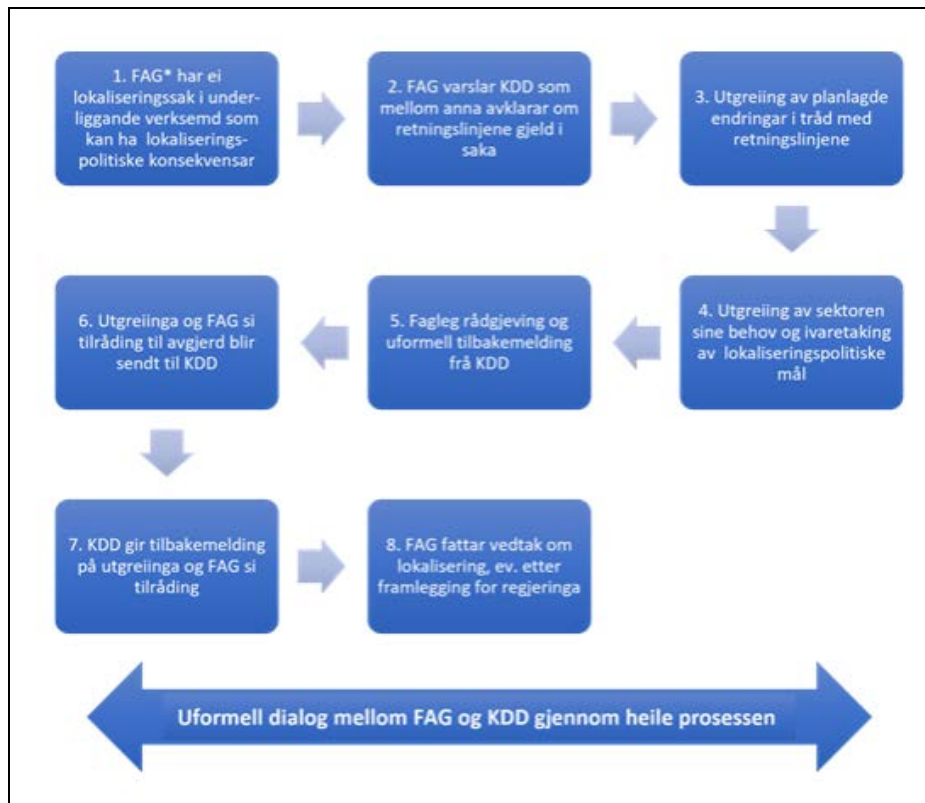 1. FAG* har ei
lokaliseringssak i under-
liggande verksemd som
kan ha lokaliserings-
politiske konsekvensar
2. FAG varslar KDD som
mellom anna avklarar om
retningslinjene gjeld i
saka
3. Utgreiing av planlagde
endringar i tråd med
retningslinjene
4. Utgreiing av sektoren
sine behov og ivaretaking
av lokaliseringspolitiske
mål
5. Fagleg rådgjeving og
uformell tilbakemelding
frå KDD
6. Utgreiinga og FAG si
tilråding til avgjerd blir
sendt til KDD
7. KDD gir tilbakemelding
på utgreiinga og FAG si
tilråding
8. FAG fattar vedtak om
lokalisering, ev. etter
framlegging for regjeringa
Uformell dialog mellom FAG og KDD gjennom heile prosessen